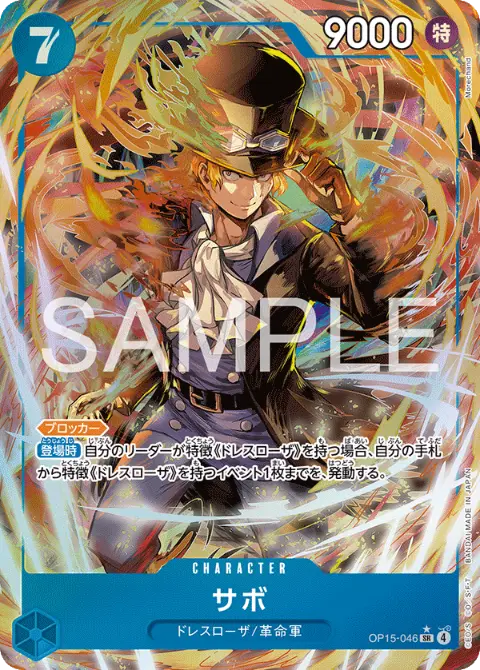 7
9000
特
Morechand
SAMPLE
ブロッカー
登場時 自分のリーダーが特徴《ドレスローザ》を持つ場合、自分の手札
から特徴《ドレスローザ》を持つイベント1枚までを、発動する。
CHARACTER
サボ
ドレスローザ/革命軍
OP15-046 SR 4
BANDAI MADE IN JAPAN